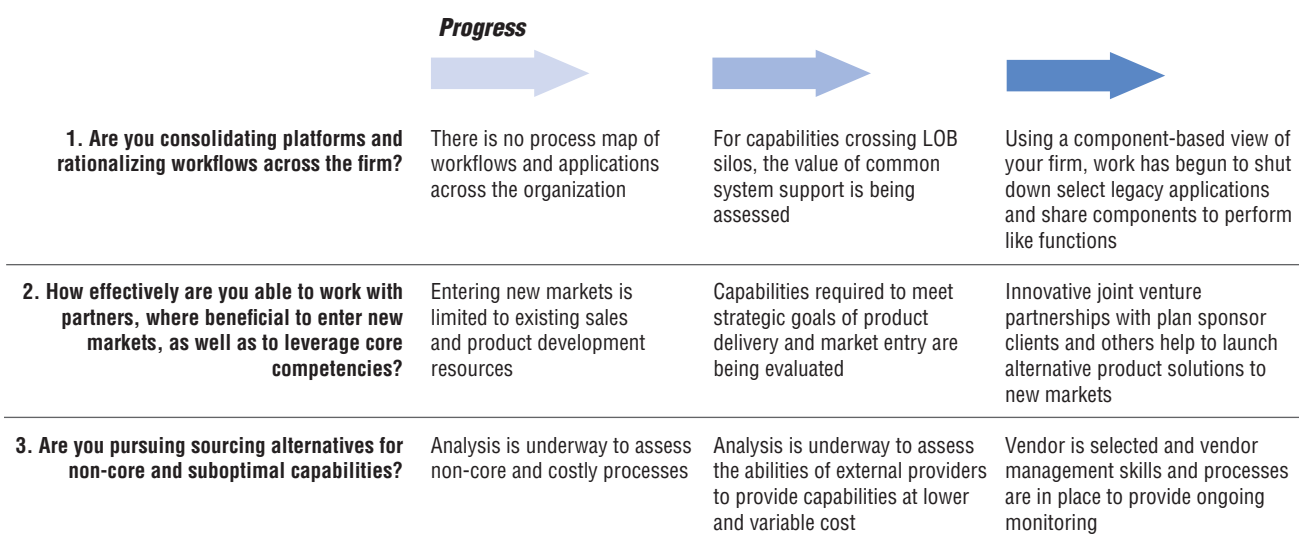 Progress
1. Are you consolidating platforms and
rationalizing workflows across the firm?
There is no process map of
workflows and applications
across the organization
For capabilities crossing LOB
silos, the value of common
system support is being
assessed
Using a component-based view of
your firm, work has begun to shut
down select legacy applications
and share components to perform
like functions
2. How effectively are you able to work with
partners, where beneficial to enter new
markets, as well as to leverage core
competencies?
Entering new markets is
limited to existing sales
and product development
resources
Capabilities required to meet
strategic goals of product
delivery and market entry are
being evaluated
Innovative joint venture
partnerships with plan sponsor
clients and others help to launch
alternative product solutions to
new markets
3. Are you pursuing sourcing alternatives for
non-core and suboptimal capabilities?
Analysis is underway to assess
non-core and costly processes
Analysis is underway to assess
the abilities of external providers
to provide capabilities at lower
and variable cost
Vendor is selected and vendor
management skills and processes
are in place to provide ongoing
monitoring